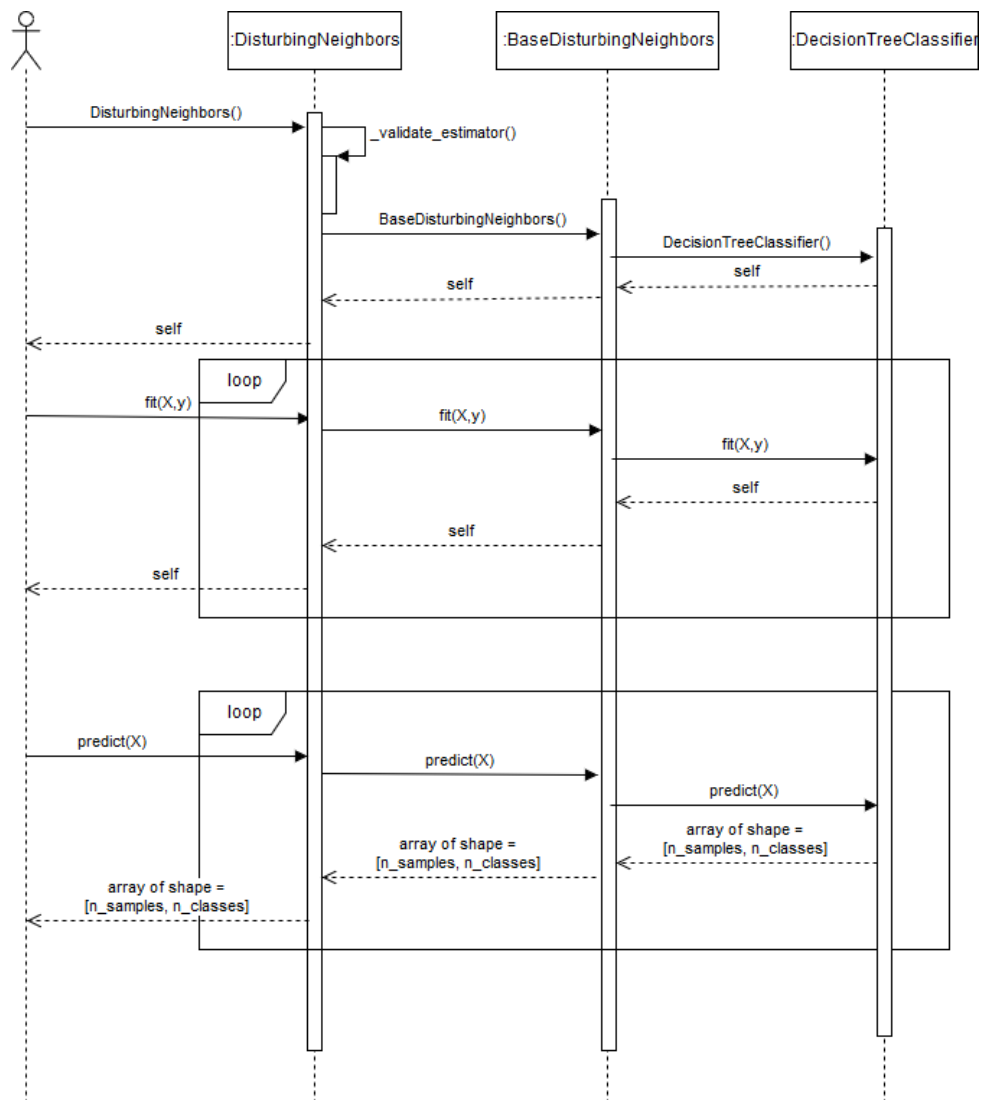 :DisturbingNeighbors
:BaseDisturbingNeighbors
:DecisionTreeClassifier
DisturbingNeighbors()
_validate_estimator()
BaseDisturbingNeighbors()
DecisionTreeClassifier()
self
self
self
loop
fit(X,y)
fit(X,y)
fit(X,y)
self
self
self
loop
predict(X)
predict(X)
predict(X)
array of shape =
[n_samples, n_classes]
array of shape =
[n_samples, n_classes]
array of shape =
[n_samples, n_classes]